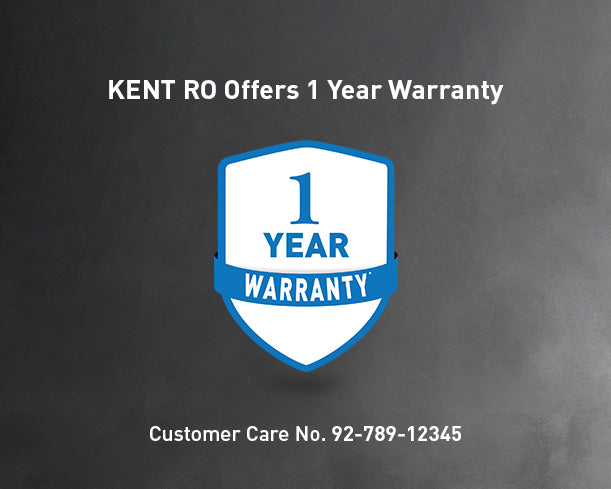 KENT RO Offers 1 Year Warranty
1
YEAR
WARRANTY*
Customer Care No. 92-789-12345